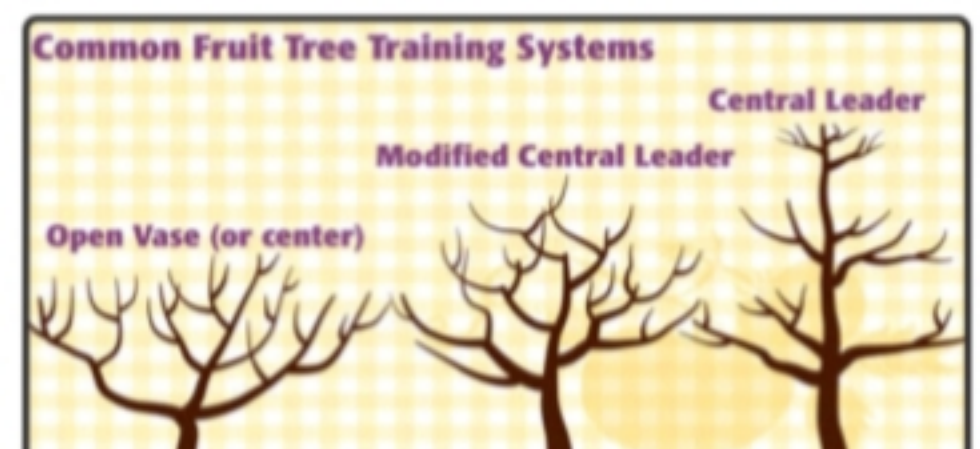 Common Fruit Tree Training Systems
Central Leader
Modified Central Leader
Open Vase (or center)